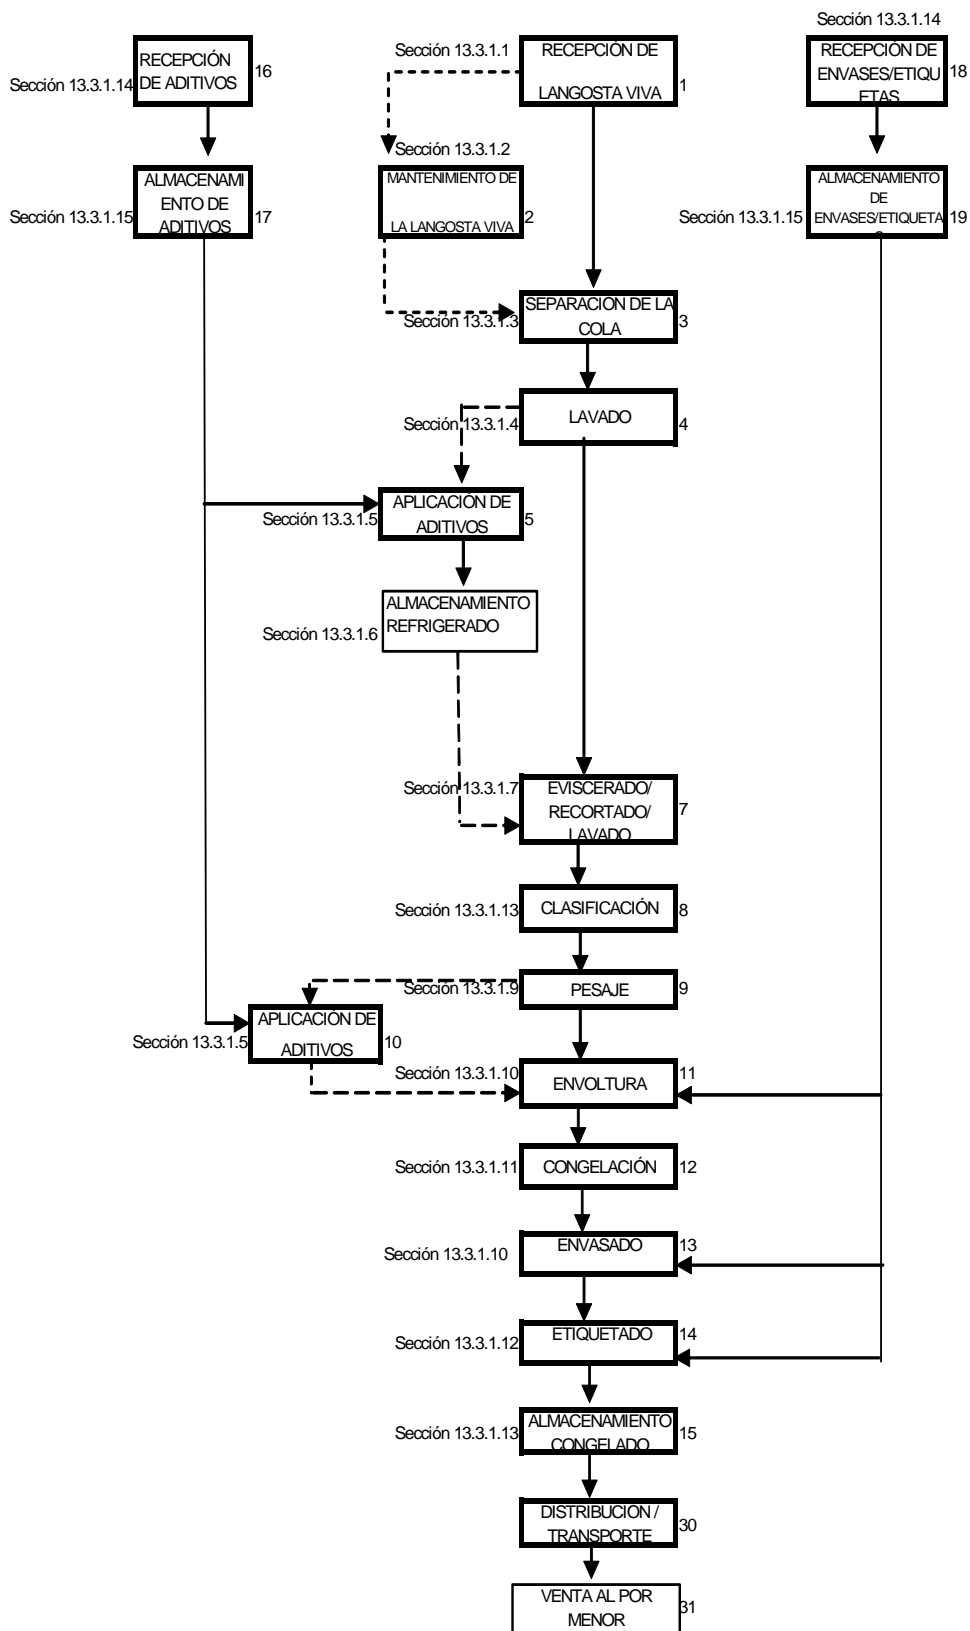 Sección 13.3.1.14
Sección 13.3.1.1
RECEPCIÓN DE
LANGOSTA VIVA
1
RECEPCIÓN
DE ADITIVOS
16
Sección 13.3.1.14
RECEPCIÓN DE
ENVASES/ETIQU
ETAS
18
Sección 13.3.1.2
MANTENIMIENTO DE
LA LANGOSTA VIVA
2
ALMACENAMI
ENTO DE
ADITIVOS
17
Sección 13.3.1.15
Sección 13.3.1.15
ALMACENAMIENTO
DE
ENVASES/ETIQUETA
S
19
SEPARACION DE LA
COLA
3
Sección 13.3.1.3
LAVADO
4
Sección 13.3.1.4
APLICACIÓN DE
ADITIVOS
5
Sección 13.3.1.5
ALMACENAMIENTO
REFRIGERADO
Sección 13.3.1.6
Sección 13.3.1.7
EVISCERADO/
RECORTADO/
LAVADO
7
Sección 13.3.1.13
CLASIFICACIÓN
8
Sección 13.3.1.9
PESAJE
9
APLICACIÓN DE
ADITIVOS
10
Sección 13.3.1.5
Sección 13.3.1.10
ENVOLTURA
11
Sección 13.3.1.11
CONGELACIÓN
12
Sección 13.3.1.10
ENVASADO
13
Sección 13.3.1.12
ETIQUETADO
14
Sección 13.3.1.13
ALMACENAMIENTO
CONGELADO
15
DISTRIBUCION /
TRANSPORTE
30
VENTA AL POR
MENOR
31